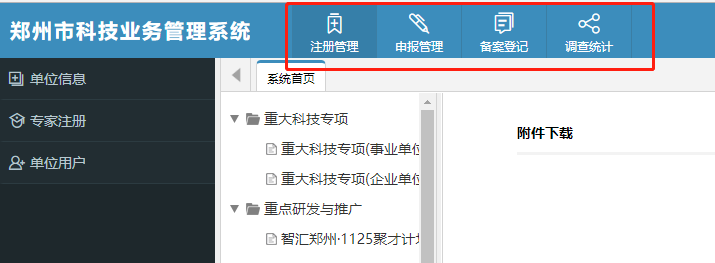 郑州市科技业务管理系统
注册管理 申报管理 备案登记 调查统计
单位信息
专家注册
单位用户
系统首页
重大科技专项
重大科技专项(事业单位
重大科技专项(企业单位
重点研发与推广
智汇郑州·1125聚才计
附件下载